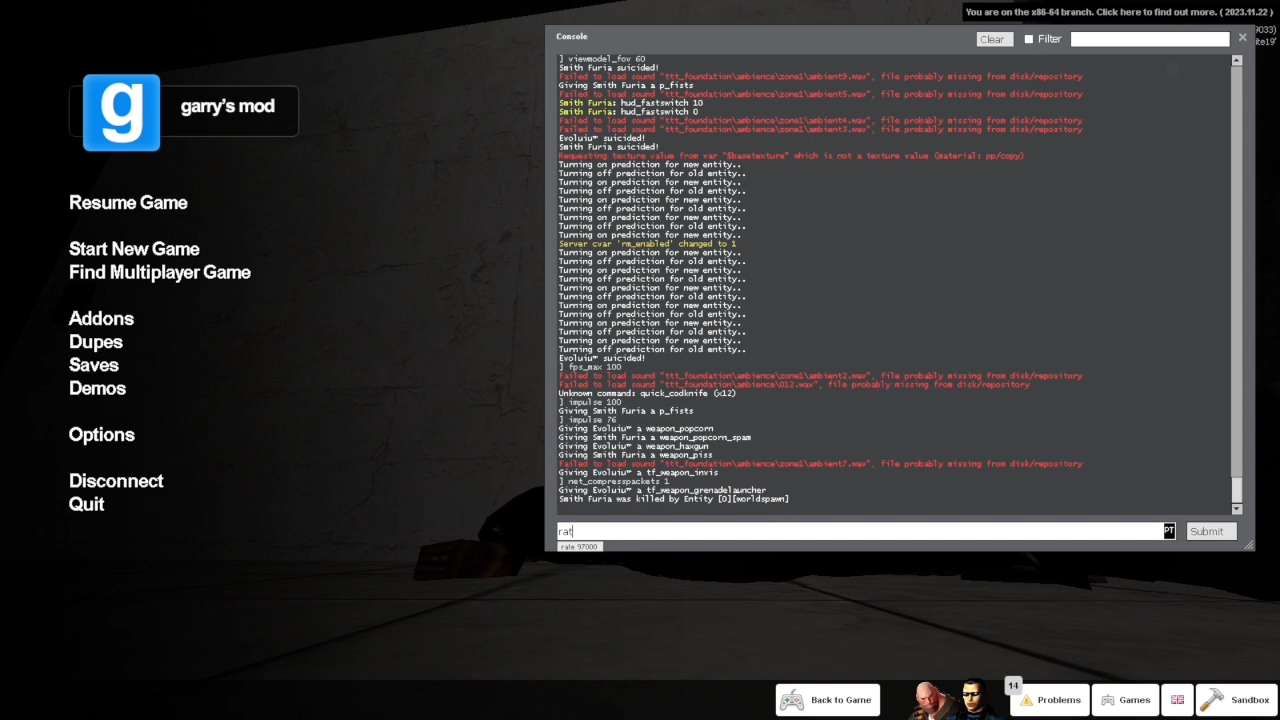 You are on the x86-64 branch. Click here to find out more. ( 2023.11.22 )
g
garry's mod
Resume Game
Start New Game
Find Multiplayer Game
Addons
Dupes
Saves
Demos
Options
Disconnect
Quit
Console
Clear
Filter
] viewmodel_fov 60
Smith Furia suicided!
Failed to load sound "ttt_foundation\ambience\zone1\ambient9.wav", file probably missing from disk/repository
Giving Smith Furia a p_fists
Failed to load sound "ttt_foundation\ambience\zone1\ambient5.wav", file probably missing from disk/repository
Smith Furia: hud_fastswitch 10
Smith Furia: hud_fastswitch 0
Failed to load sound "ttt_foundation\ambience\zone1\ambient4.wav", file probably missing from disk/repository
Failed to load sound "ttt_foundation\ambience\zone1\ambient3.wav", file probably missing from disk/repository
Evoluiu™ suicided!
Smith Furia suicided!
Requesting texture value from var "$basetexture" which is not a texture value (material: pp/copy)
Turning on prediction for new entity..
Turning off prediction for old entity..
Turning on prediction for new entity..
Turning off prediction for old entity..
Turning on prediction for new entity..
Turning off prediction for old entity..
Turning on prediction for new entity..
Turning off prediction for old entity..
Turning on prediction for new entity..
Server cvar 'rm_enabled' changed to 1
Turning on prediction for new entity..
Turning off prediction for old entity..
Turning on prediction for new entity..
Turning off prediction for old entity..
Turning on prediction for new entity..
Turning off prediction for old entity..
Turning on prediction for new entity..
Turning off prediction for old entity..
Turning on prediction for new entity..
Turning off prediction for old entity..
Turning on prediction for new entity..
Turning off prediction for old entity..
Evoluiu™ suicided!
] fps_max 100
Failed to load sound "ttt_foundation\ambience\zone1\ambient2.wav", file probably missing from disk/repository
Failed to load sound "ttt_foundation\ambience\012.wav", file probably missing from disk/repository
Unknown command: quick_codknife (x12)
] impulse 100
Giving Smith Furia a p_fists
] impulse 76
Giving Evoluiu™ a weapon_popcorn
Giving Smith Furia a weapon_popcorn_spam
Giving Evoluiu™ a weapon_haxgun
Giving Smith Furia a weapon_piss
Failed to load sound "ttt_foundation\ambience\zone1\ambient7.wav", file probably missing from disk/repository
Giving Evoluiu™ a tf_weapon_invis
] net_compresspackets 1
Giving Evoluiu™ a tf_weapon_grenadelauncher
Smith Furia was killed by Entity [0][worldspawn]
rat
PT
Submit
rate 97000
Back to Game
14
Problems
Games
Sandbox